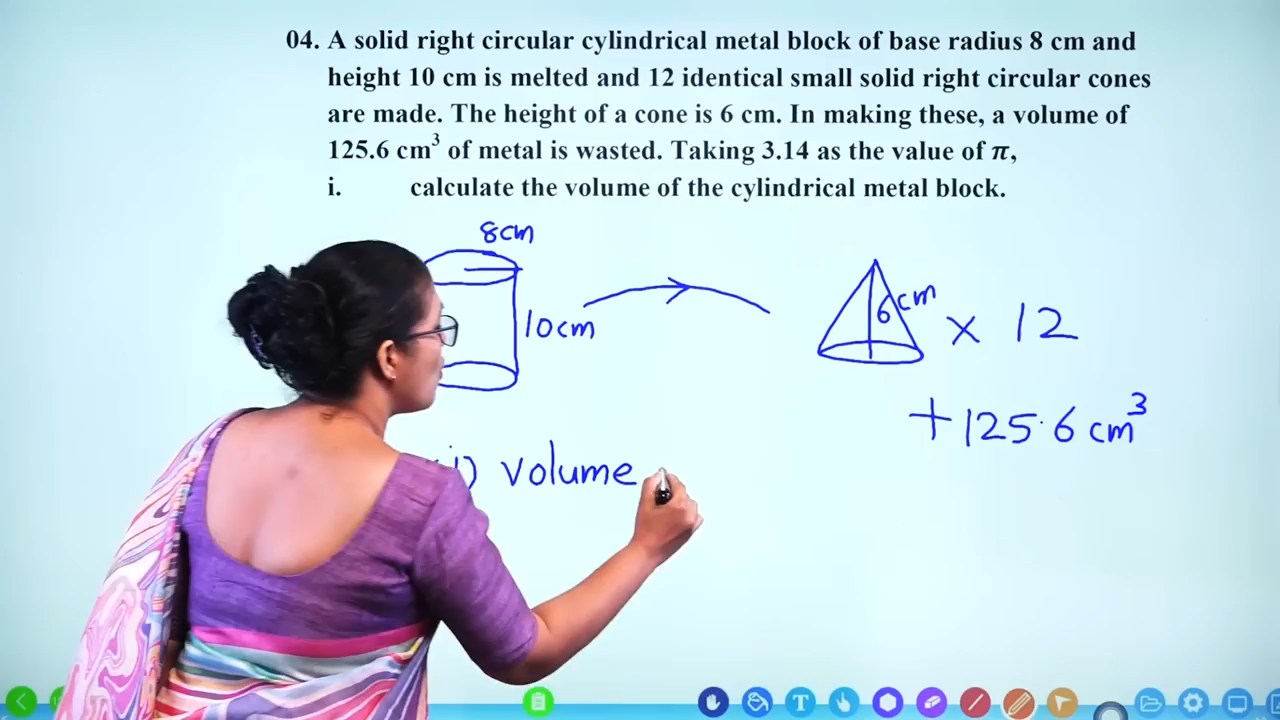 04. A solid right circular cylindrical metal block of base radius 8 cm and
height 10 cm is melted and 12 identical small solid right circular cones
are made. The height of a cone is 6 cm. In making these, a volume of
125.6 cm³ of metal is wasted. Taking 3.14 as the value of π,
i. calculate the volume of the cylindrical metal block.
8cm
10cm
6cm × 12
+125.6 cm³
i) volume